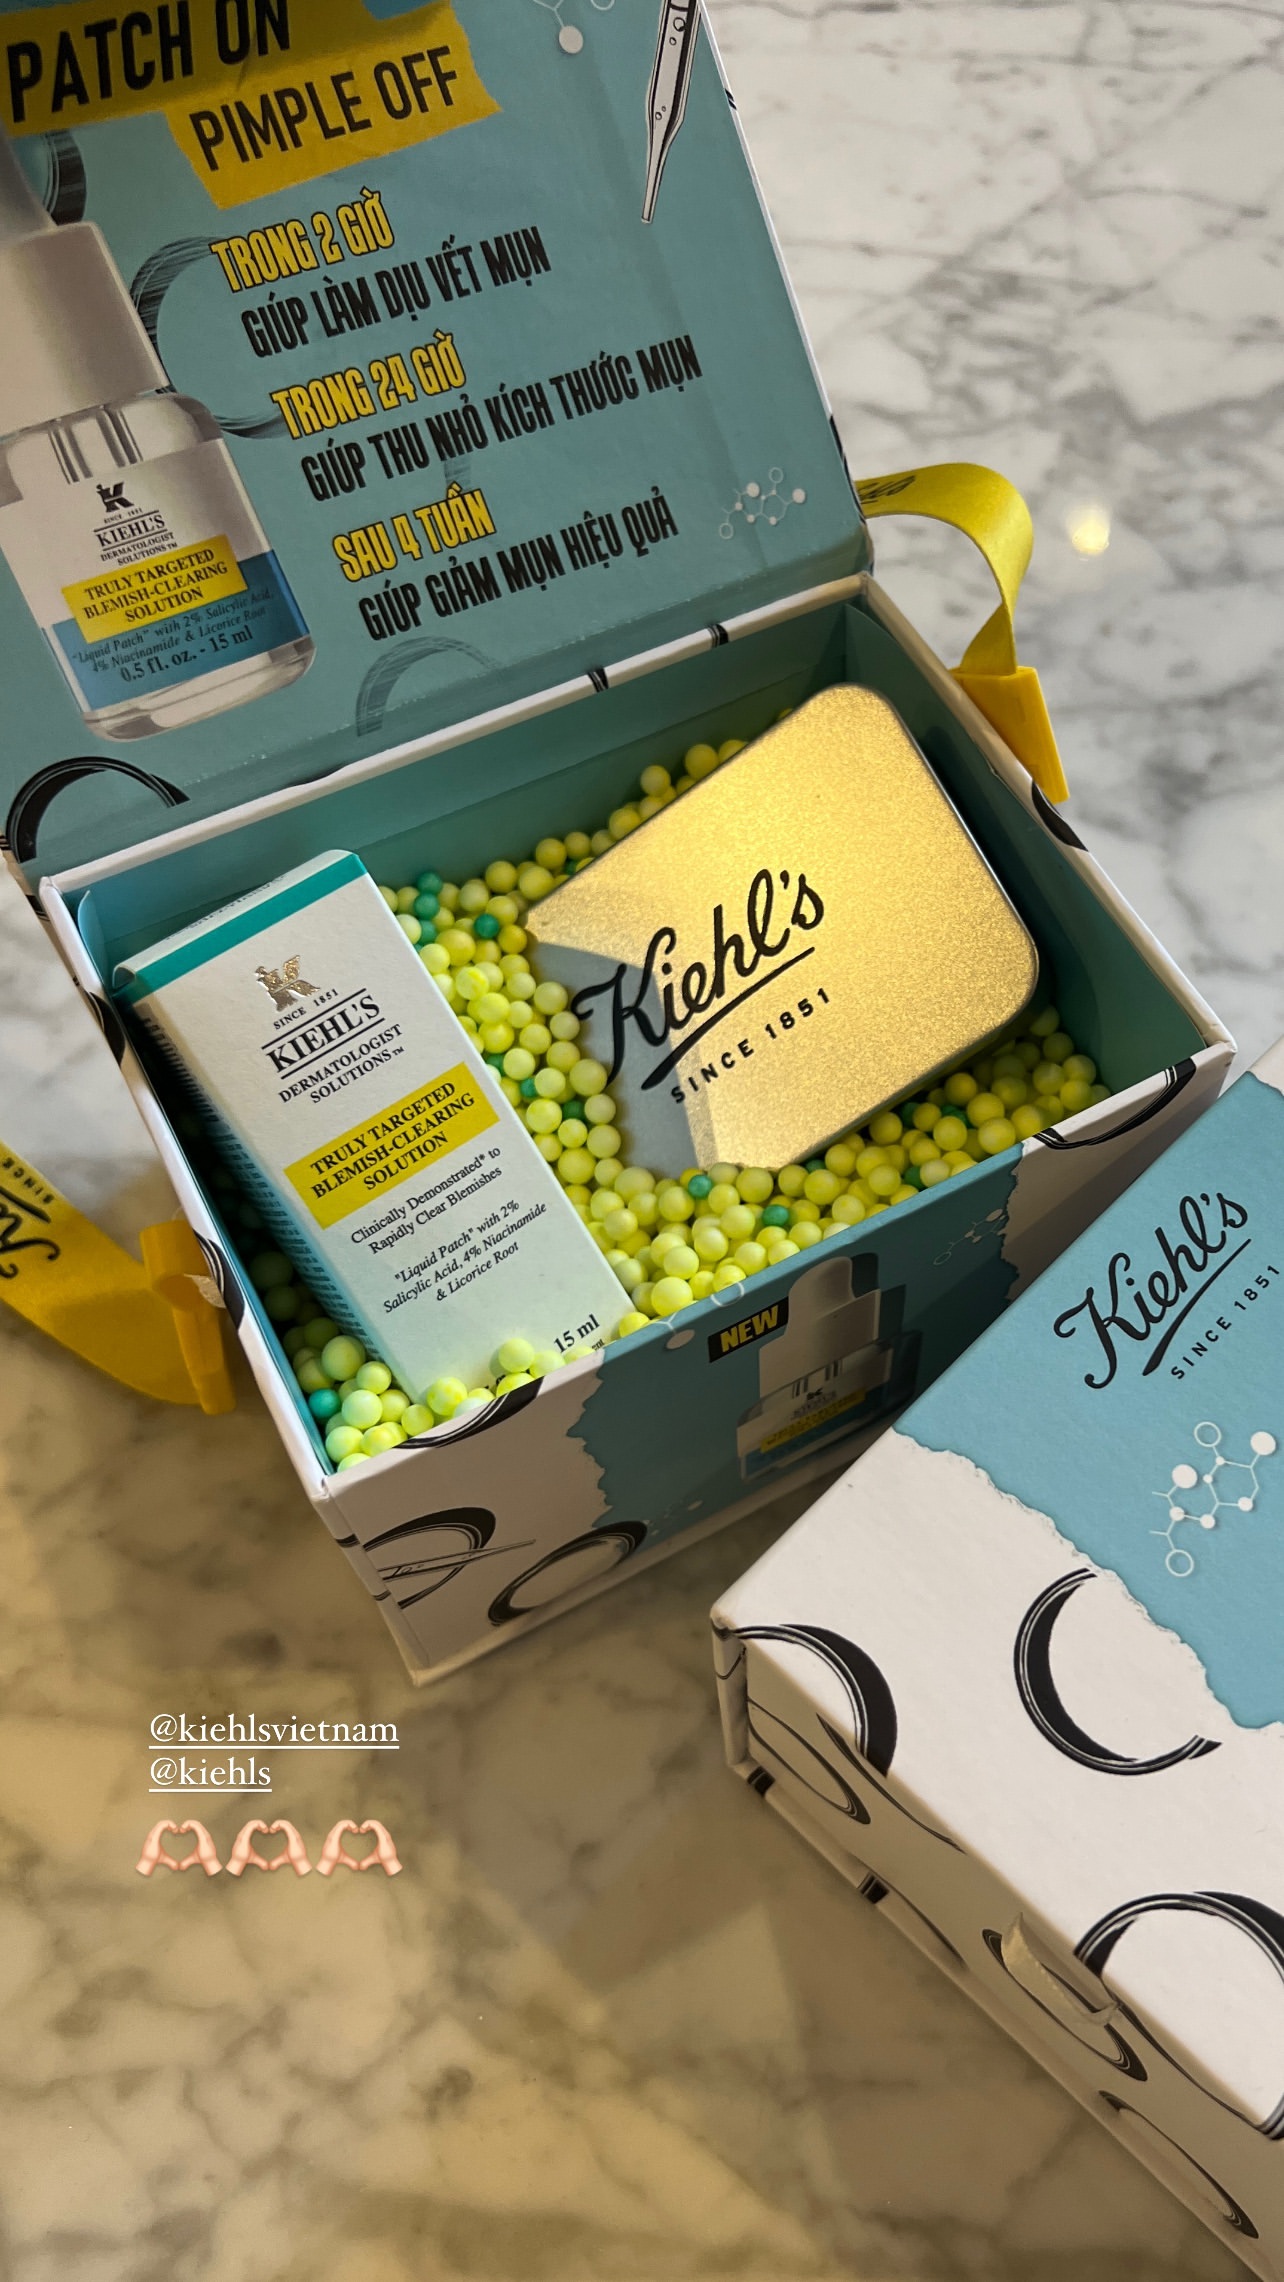 PATCH ON
PIMPLE OFF
TRONG 2 GIỜ
GIÚP LÀM DỊU VẾT MỤN
TRONG 24 GIỜ
GIÚP THU NHỎ KÍCH THƯỚC MỤN
SAU 4 TUẦN
GIÚP GIẢM MỤN HIỆU QUẢ
K
SINCE 1851
KIEHL'S
DERMATOLOGIST
SOLUTIONS™
TRULY TARGETED
BLEMISH-CLEARING
SOLUTION
"Liquid Patch" with 2% Salicylic Acid,
4% Niacinamide & Licorice Root
0.5 fl. oz. - 15 ml
Kiehl's
SINCE 1851
K
SINCE 1851
KIEHL'S
DERMATOLOGIST
SOLUTIONS™
TRULY TARGETED
BLEMISH-CLEARING
SOLUTION
Clinically Demonstrated* to
Rapidly Clear Blemishes
"Liquid Patch" with 2%
Salicylic Acid, 4% Niacinamide
& Licorice Root
15 ml
SINCE
NEW
Kiehl's
SINCE 1851
@kiehlsvietnam
@kiehls